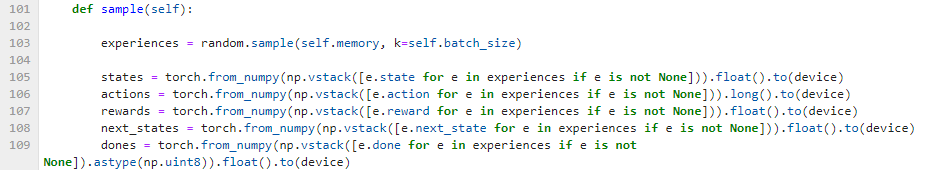 101 def sample(self):
102
103 experiences = random.sample(self.memory, k=self.batch_size)
104
105 states = torch.from_numpy(np.vstack([e.state for e in experiences if e is not None])).float().to(device)
106 actions = torch.from_numpy(np.vstack([e.action for e in experiences if e is not None])).long().to(device)
107 rewards = torch.from_numpy(np.vstack([e.reward for e in experiences if e is not None])).float().to(device)
108 next_states = torch.from_numpy(np.vstack([e.next_state for e in experiences if e is not None])).float().to(device)
109 dones = torch.from_numpy(np.vstack([e.done for e in experiences if e is not
None]).astype(np.uint8)).float().to(device)